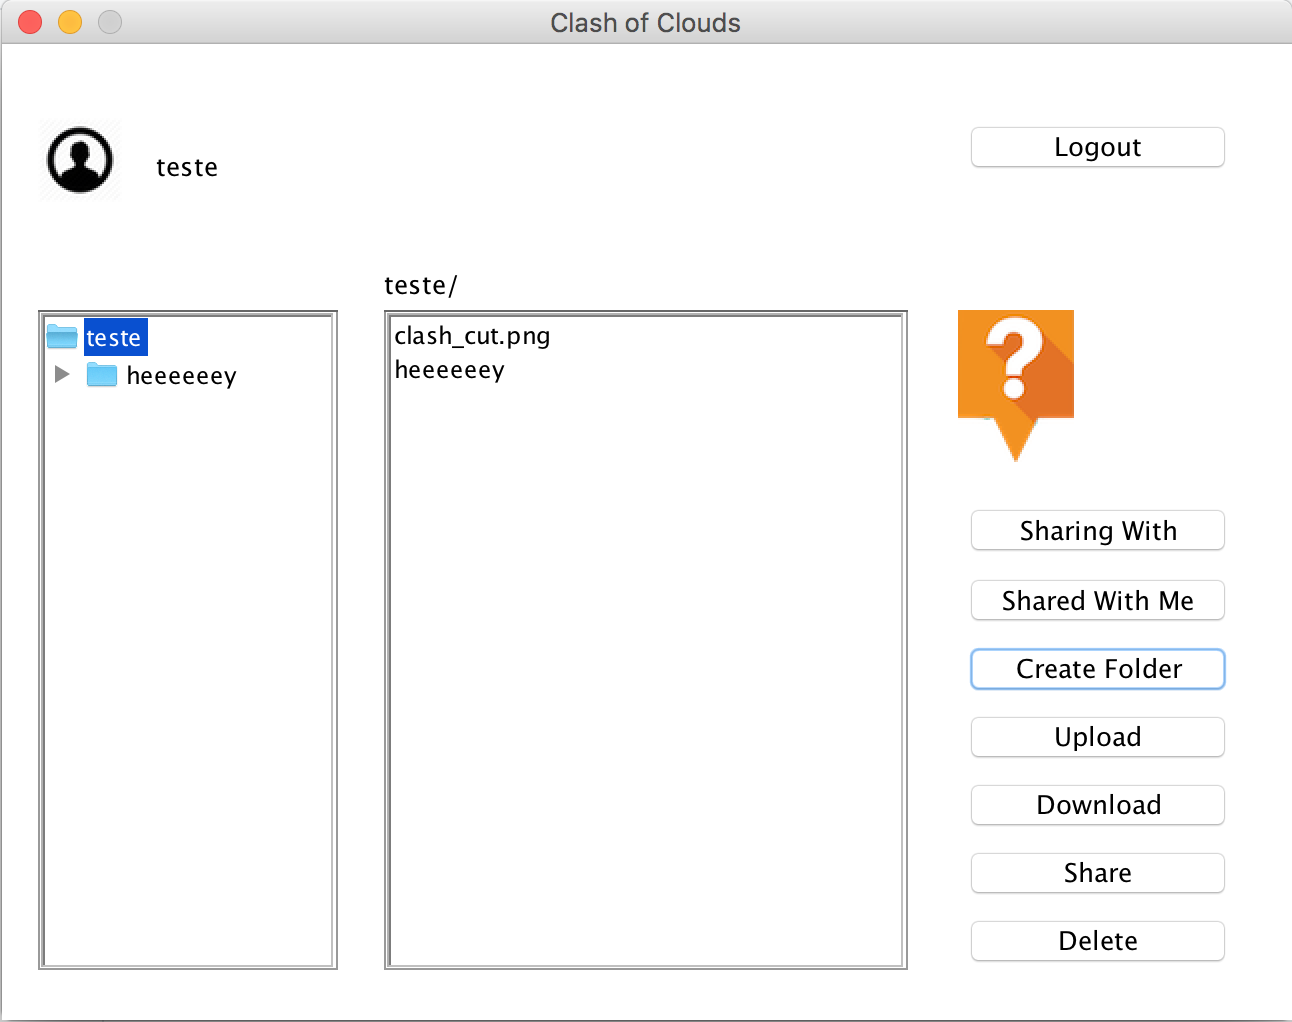 Clash of Clouds
teste
Logout
teste/
teste
heeeeeey
clash_cut.png
heeeeeey
?
Sharing With
Shared With Me
Create Folder
Upload
Download
Share
Delete